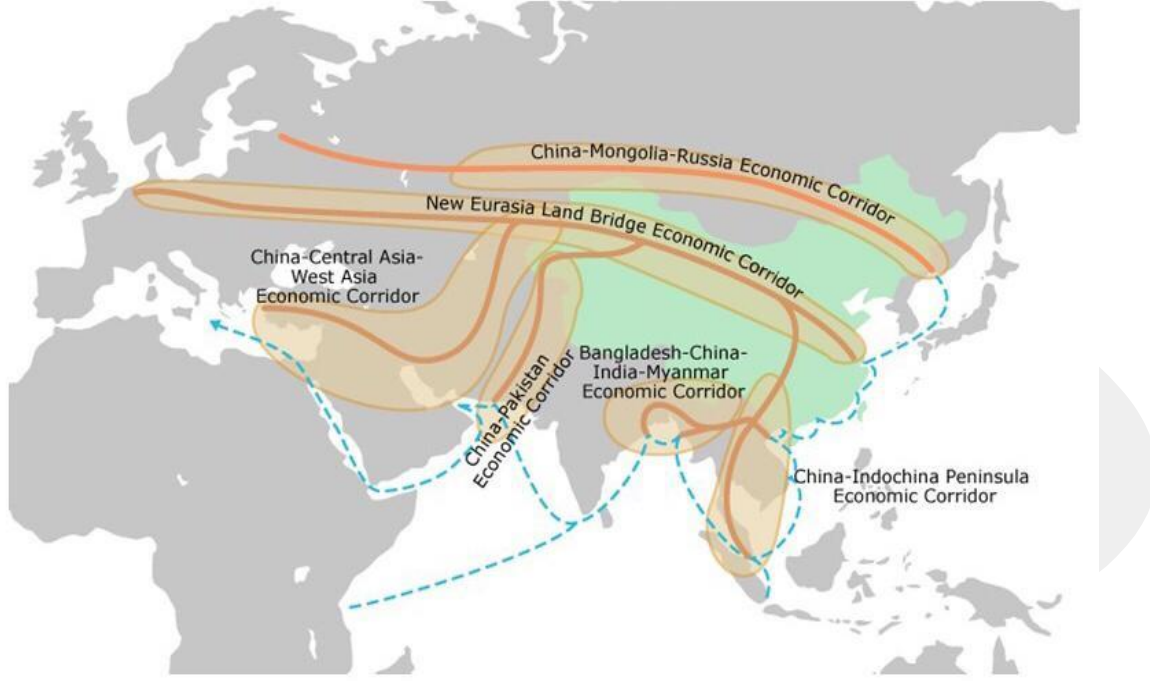 China-Mongolia-Russia Economic Corridor
New Eurasia Land Bridge Economic Corridor
China-Central Asia-
West Asia
Economic Corridor
China-Pakistan
Economic Corridor
Bangladesh-China-
India-Myanmar
Economic Corridor
China-Indochina Peninsula
Economic Corridor